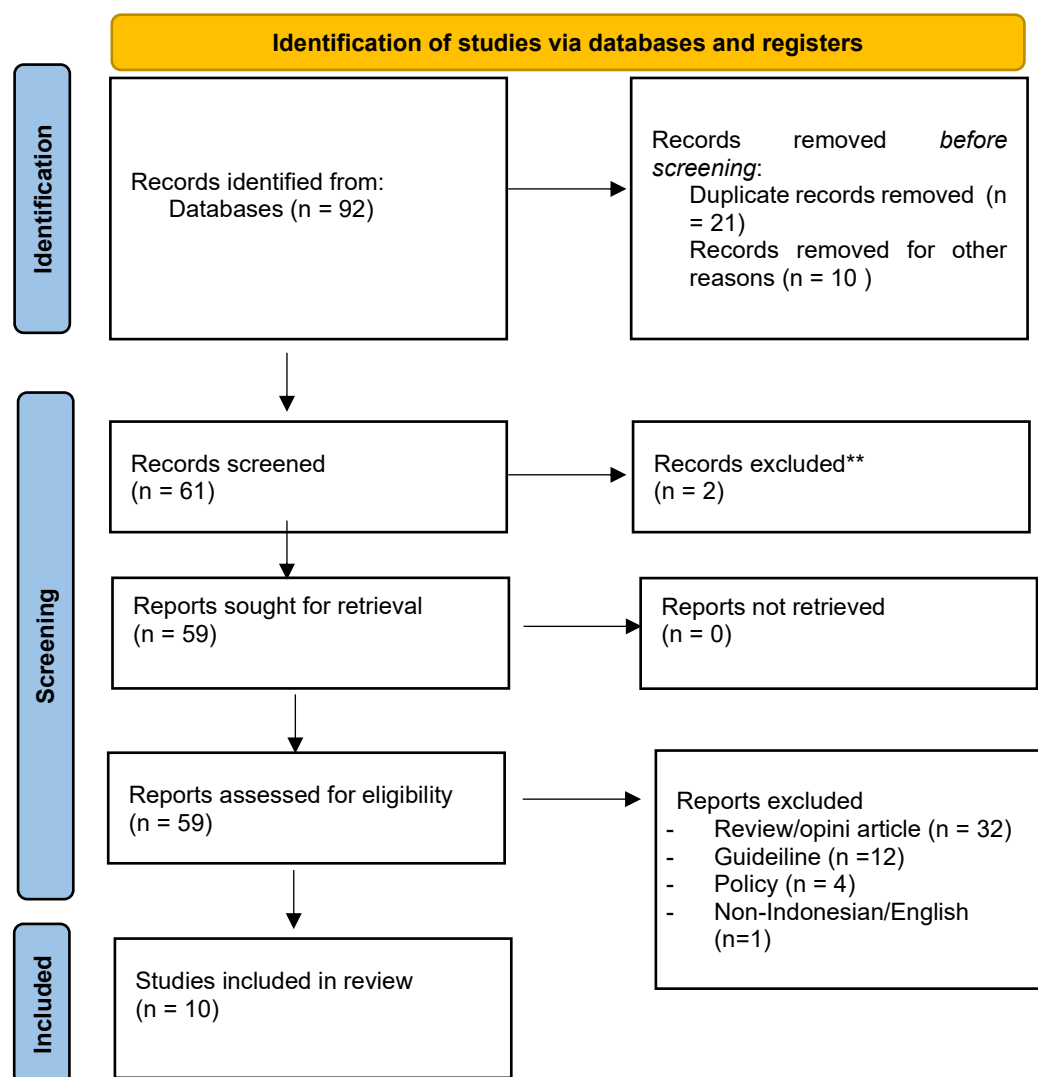 Identification of studies via databases and registers
Identification
Records identified from:
Databases (n = 92)
Records removed before
screening:
Duplicate records removed (n
= 21)
Records removed for other
reasons (n = 10 )
Screening
Records screened
(n = 61)
Records excluded**
(n = 2)
Reports sought for retrieval
(n = 59)
Reports not retrieved
(n = 0)
Reports assessed for eligibility
(n = 59)
Reports excluded
- Review/opini article (n = 32)
- Guideiline (n =12)
- Policy (n = 4)
- Non-Indonesian/English
(n=1)
Included
Studies included in review
(n = 10)